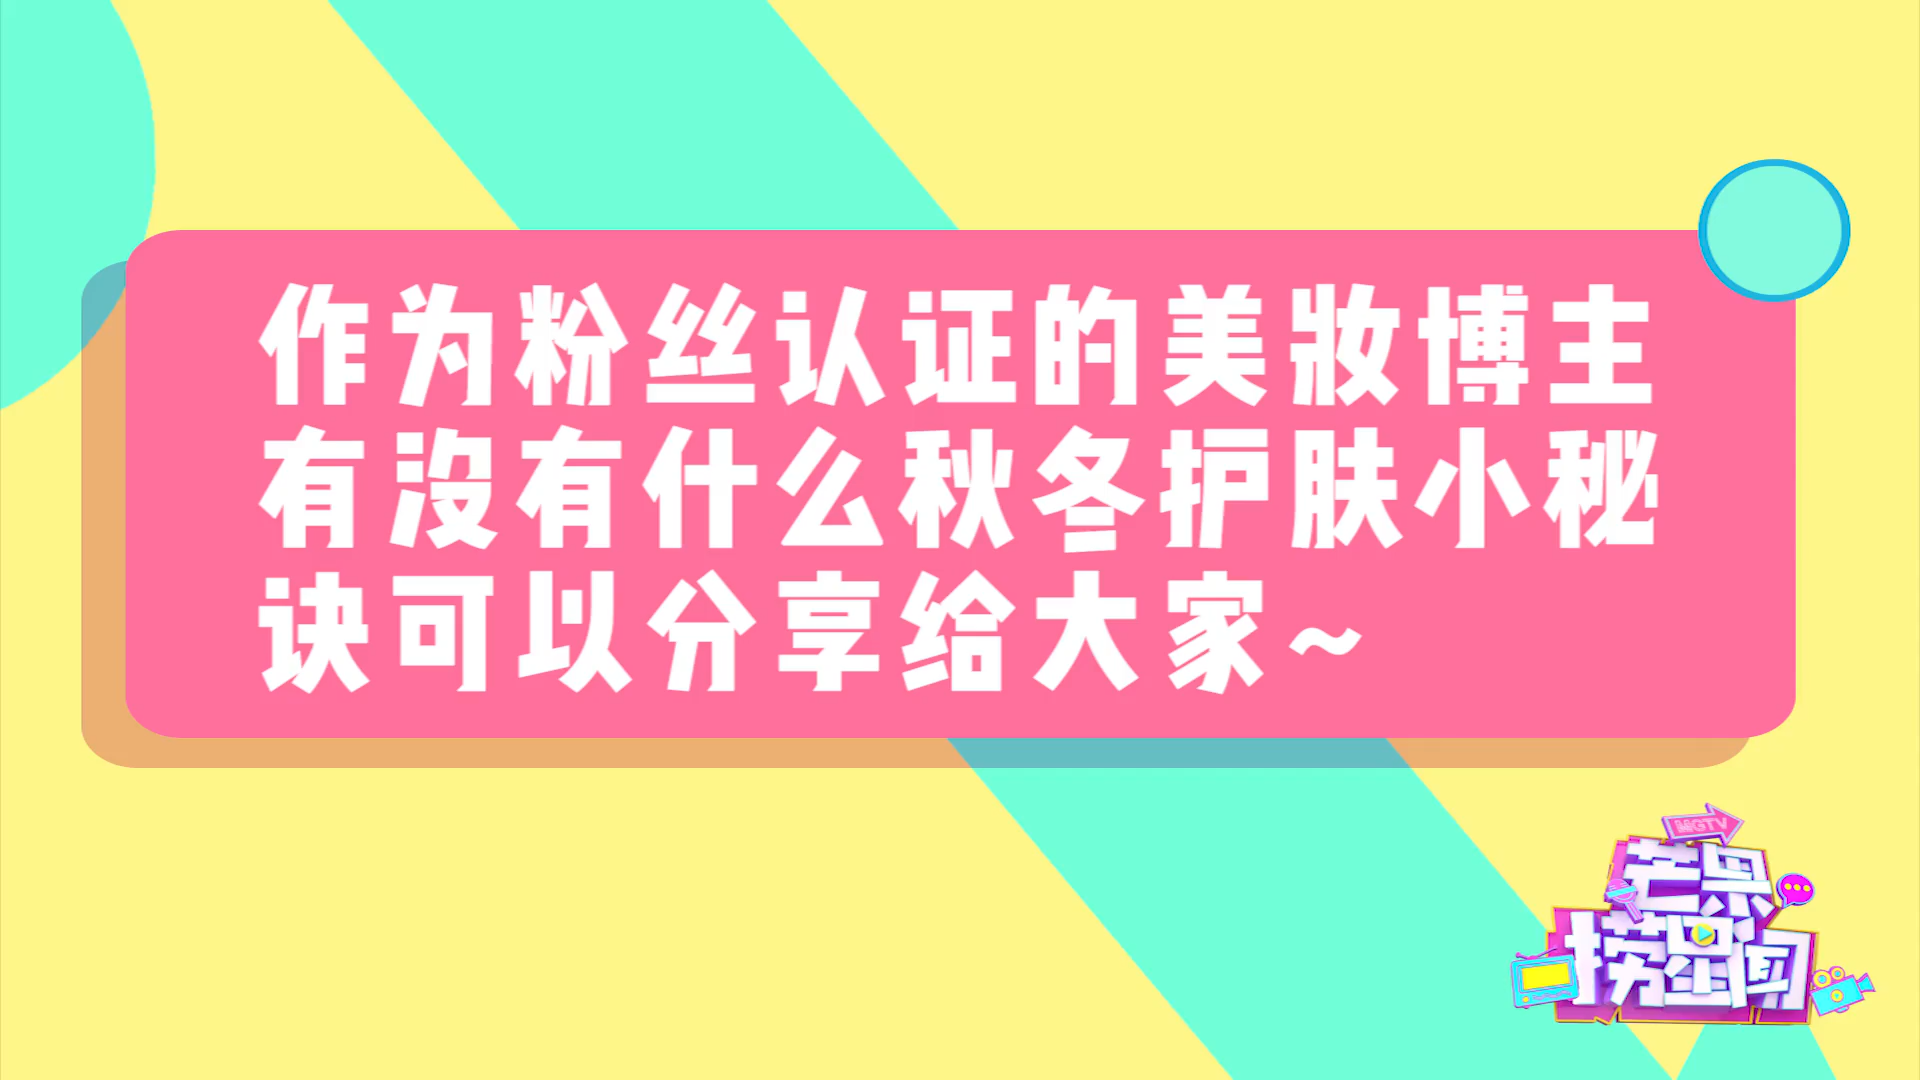 作为粉丝认证的美妆博主
有没有什么秋冬护肤小秘
诀可以分享给大家~
MGTV
芒果
捞星闻